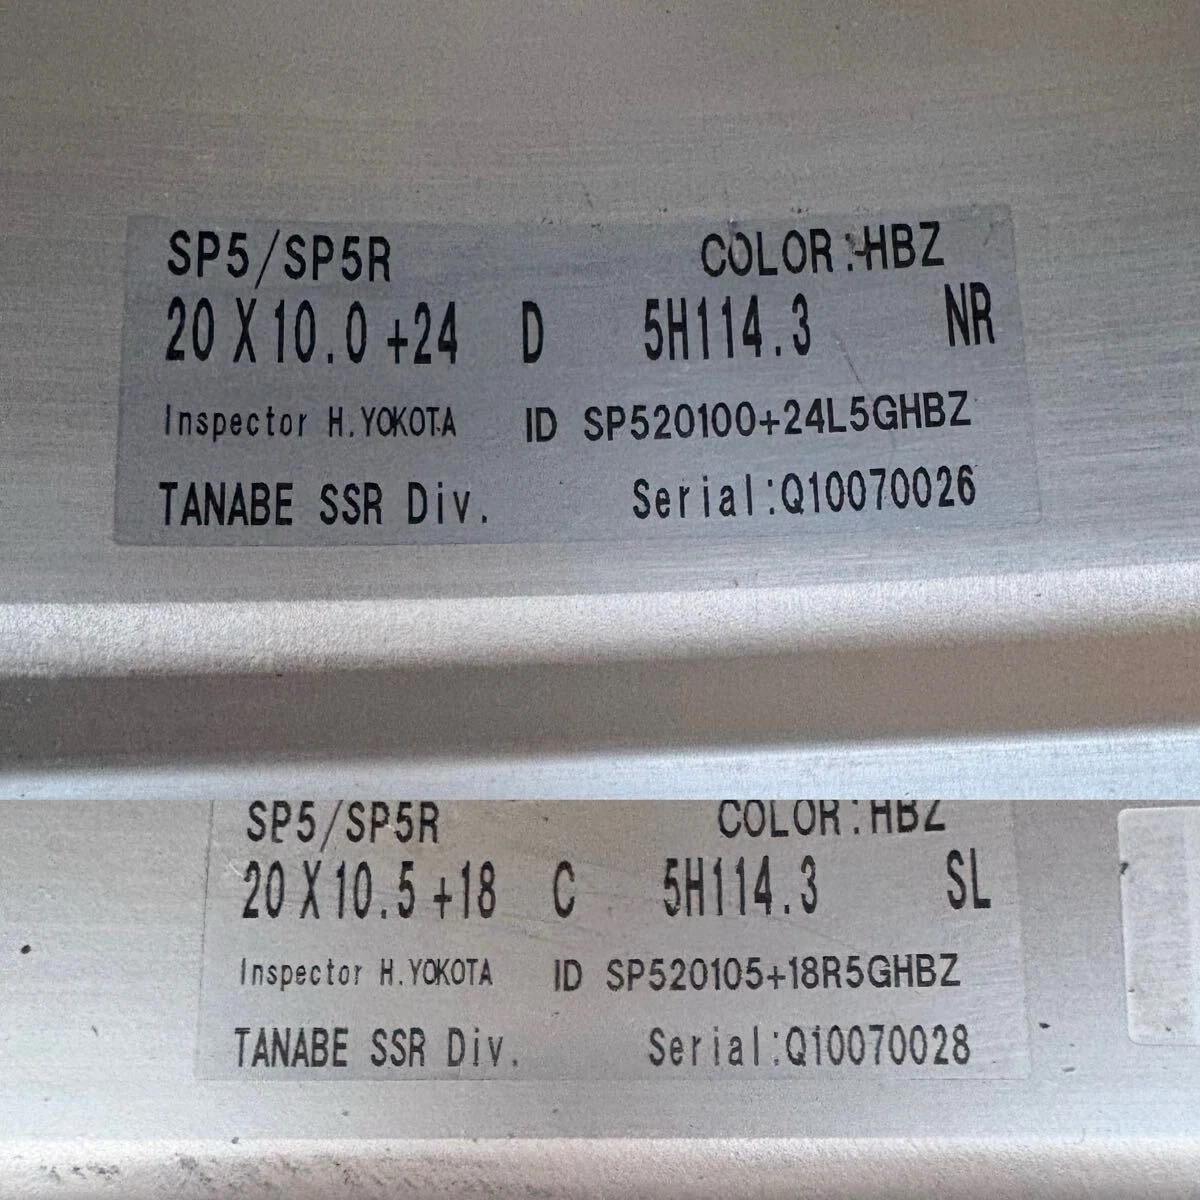 SP5/SP5R COLOR:HBZ
20 X 10.0 +24 D 5H114.3 NR
Inspector H.YOKOTA ID SP520100+24L5GHBZ
TANABE SSR Div. Serial:Q10070026
SP5/SP5R COLOR:HBZ
20 X 10.5 +18 C 5H114.3 SL
Inspector H.YOKOTA ID SP520105+18R5GHBZ
TANABE SSR Div. Serial:Q10070028